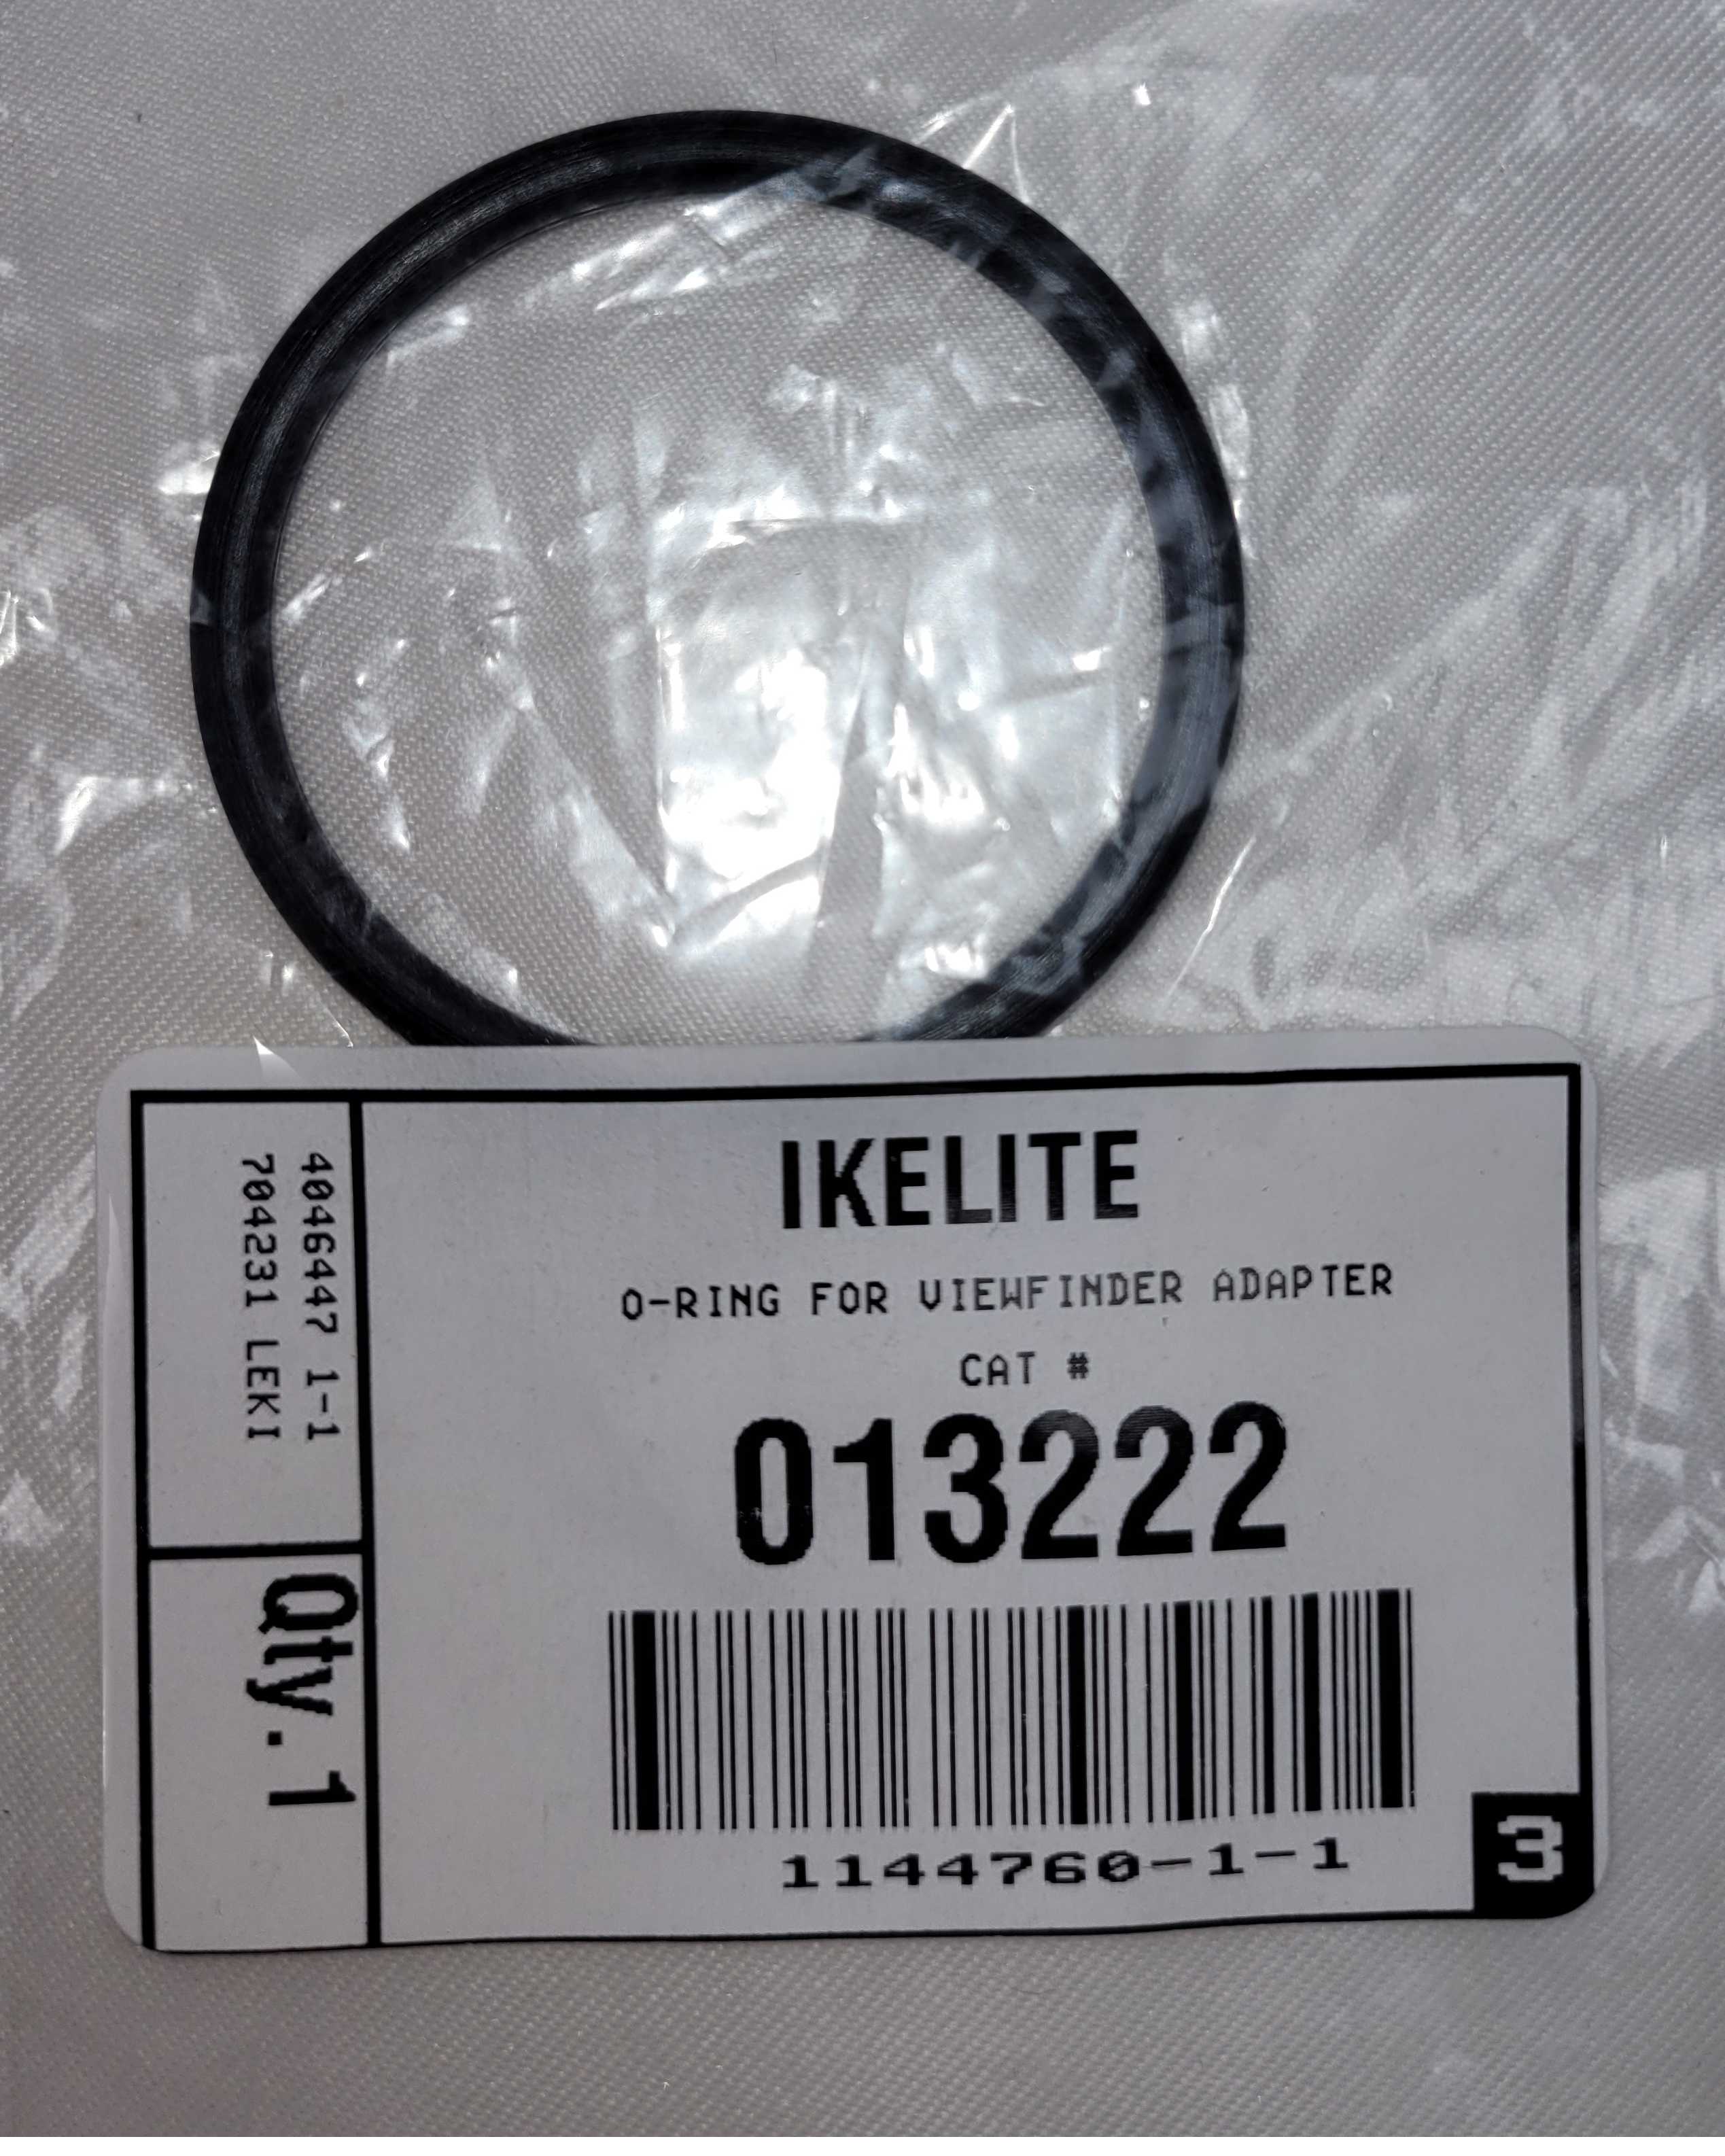 IKELITE
O-RING FOR VIEWFINDER ADAPTER
CAT #
013222
1144760-1-1
3
4046447 1-1
704231 LEKI
Qty. 1